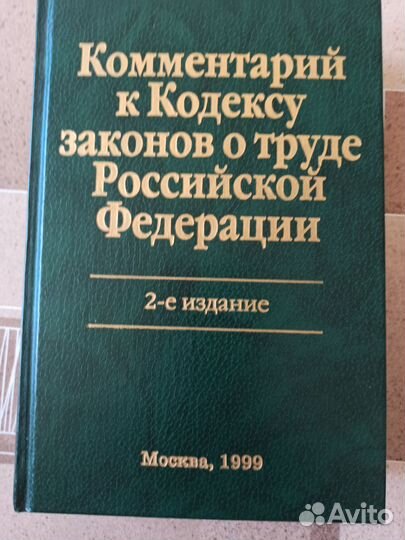 Комментарий
к Кодексу
законов о труде
Российской
Федерации
2-е издание
Москва, 1999
Avito